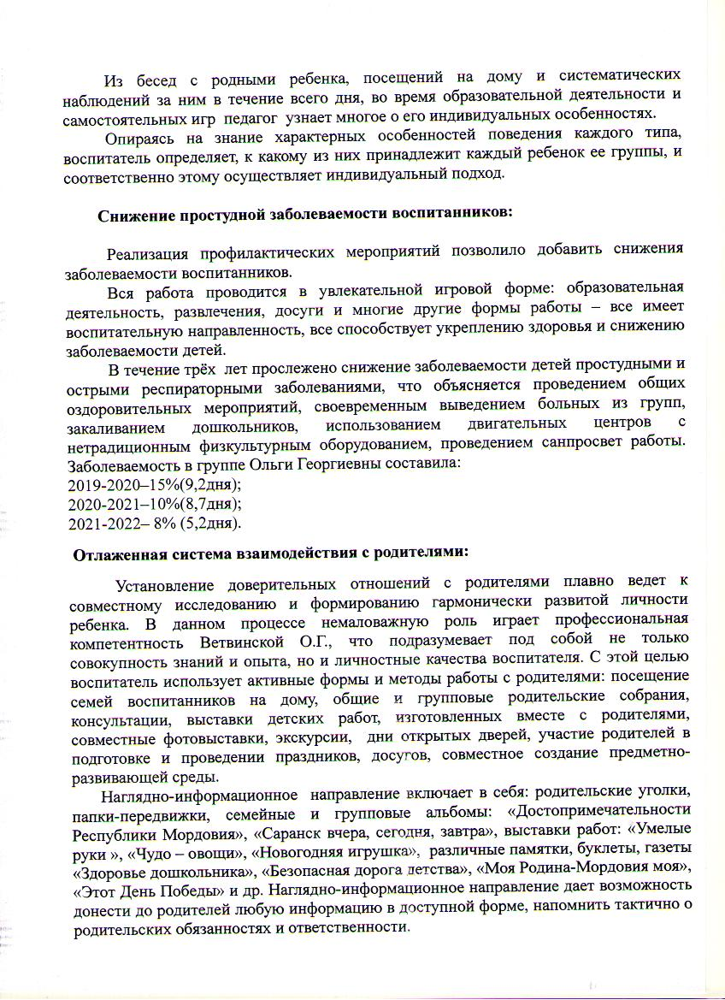 Из бесед с родными ребенка, посещений на дому и систематических
наблюдений за ним в течение всего дня, во время образовательной деятельности и
самостоятельных игр педагог узнает многое о его индивидуальных особенностях.
Опираясь на знание характерных особенностей поведения каждого типа,
воспитатель определяет, к какому из них принадлежит каждый ребенок ее группы, и
соответственно этому осуществляет индивидуальный подход.
Снижение простудной заболеваемости воспитанников:
Реализация профилактических мероприятий позволило добавить снижения
заболеваемости воспитанников.
Вся работа проводится в увлекательной игровой форме: образовательная
деятельность, развлечения, досуги и многие другие формы работы – все имеет
воспитательную направленность, все способствует укреплению здоровья и снижению
заболеваемости детей.
В течение трёх лет прослежено снижение заболеваемости детей простудными и
острыми респираторными заболеваниями, что объясняется проведением общих
оздоровительных мероприятий, своевременным выведением больных из групп,
закаливанием дошкольников, использованием двигательных центров с
нетрадиционным физкультурным оборудованием, проведением санпросвет работы.
Заболеваемость в группе Ольги Георгиевны составила:
2019-2020–15%(9,2дня);
2020-2021–10%(8,7дня);
2021-2022– 8% (5,2дня).
Отлаженная система взаимодействия с родителями:
Установление доверительных отношений с родителями плавно ведет к
совместному исследованию и формированию гармонически развитой личности
ребенка. В данном процессе немаловажную роль играет профессиональная
компетентность Ветвинской О.Г., что подразумевает под собой не только
совокупность знаний и опыта, но и личностные качества воспитателя. С этой целью
воспитатель использует активные формы и методы работы с родителями: посещение
семей воспитанников на дому, общие и групповые родительские собрания,
консультации, выставки детских работ, изготовленных вместе с родителями,
совместные фотовыставки, экскурсии, дни открытых дверей, участие родителей в
подготовке и проведении праздников, досугов, совместное создание предметно-
развивающей среды.
Наглядно-информационное направление включает в себя: родительские уголки,
папки-передвижки, семейные и групповые альбомы: «Достопримечательности
Республики Мордовия», «Саранск вчера, сегодня, завтра», выставки работ: «Умелые
руки », «Чудо – овощи», «Новогодняя игрушка», различные памятки, буклеты, газеты
«Здоровье дошкольника», «Безопасная дорога детства», «Моя Родина-Мордовия моя»,
«Этот День Победы» и др. Наглядно-информационное направление дает возможность
донести до родителей любую информацию в доступной форме, напомнить тактично о
родительских обязанностях и ответственности.